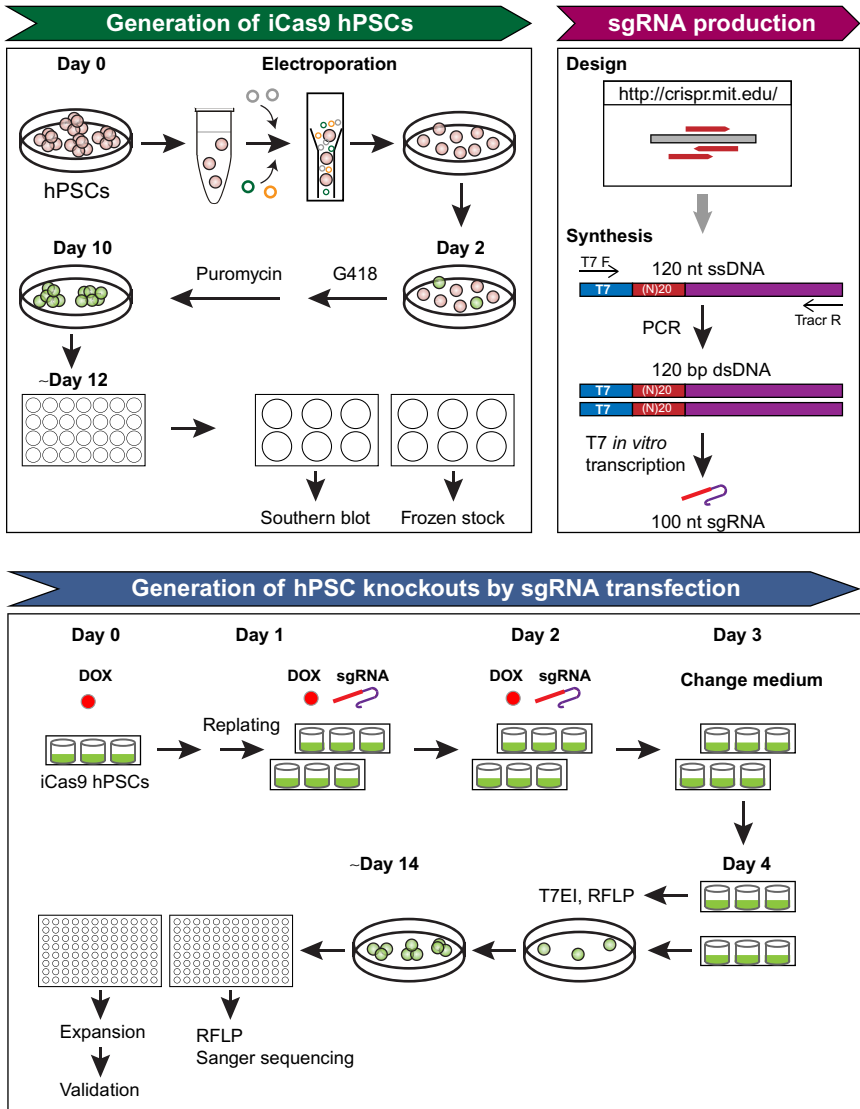 Generation of iCas9 hPSCs
Day 0
Electroporation
hPSCs
Day 10
Puromycin
G418
Day 2
~Day 12
Southern blot
Frozen stock
sgRNA production
Design
http://crispr.mit.edu/
Synthesis
T7 F
120 nt ssDNA
T7
(N)20
Tracr R
PCR
120 bp dsDNA
T7
(N)20
T7
(N)20
T7 in vitro
transcription
100 nt sgRNA
Generation of hPSC knockouts by sgRNA transfection
Day 0
Day 1
Day 2
Day 3
DOX
DOX
sgRNA
DOX
sgRNA
Change medium
Replating
iCas9 hPSCs
~Day 14
Day 4
T7EI, RFLP
Expansion
Validation
RFLP
Sanger sequencing